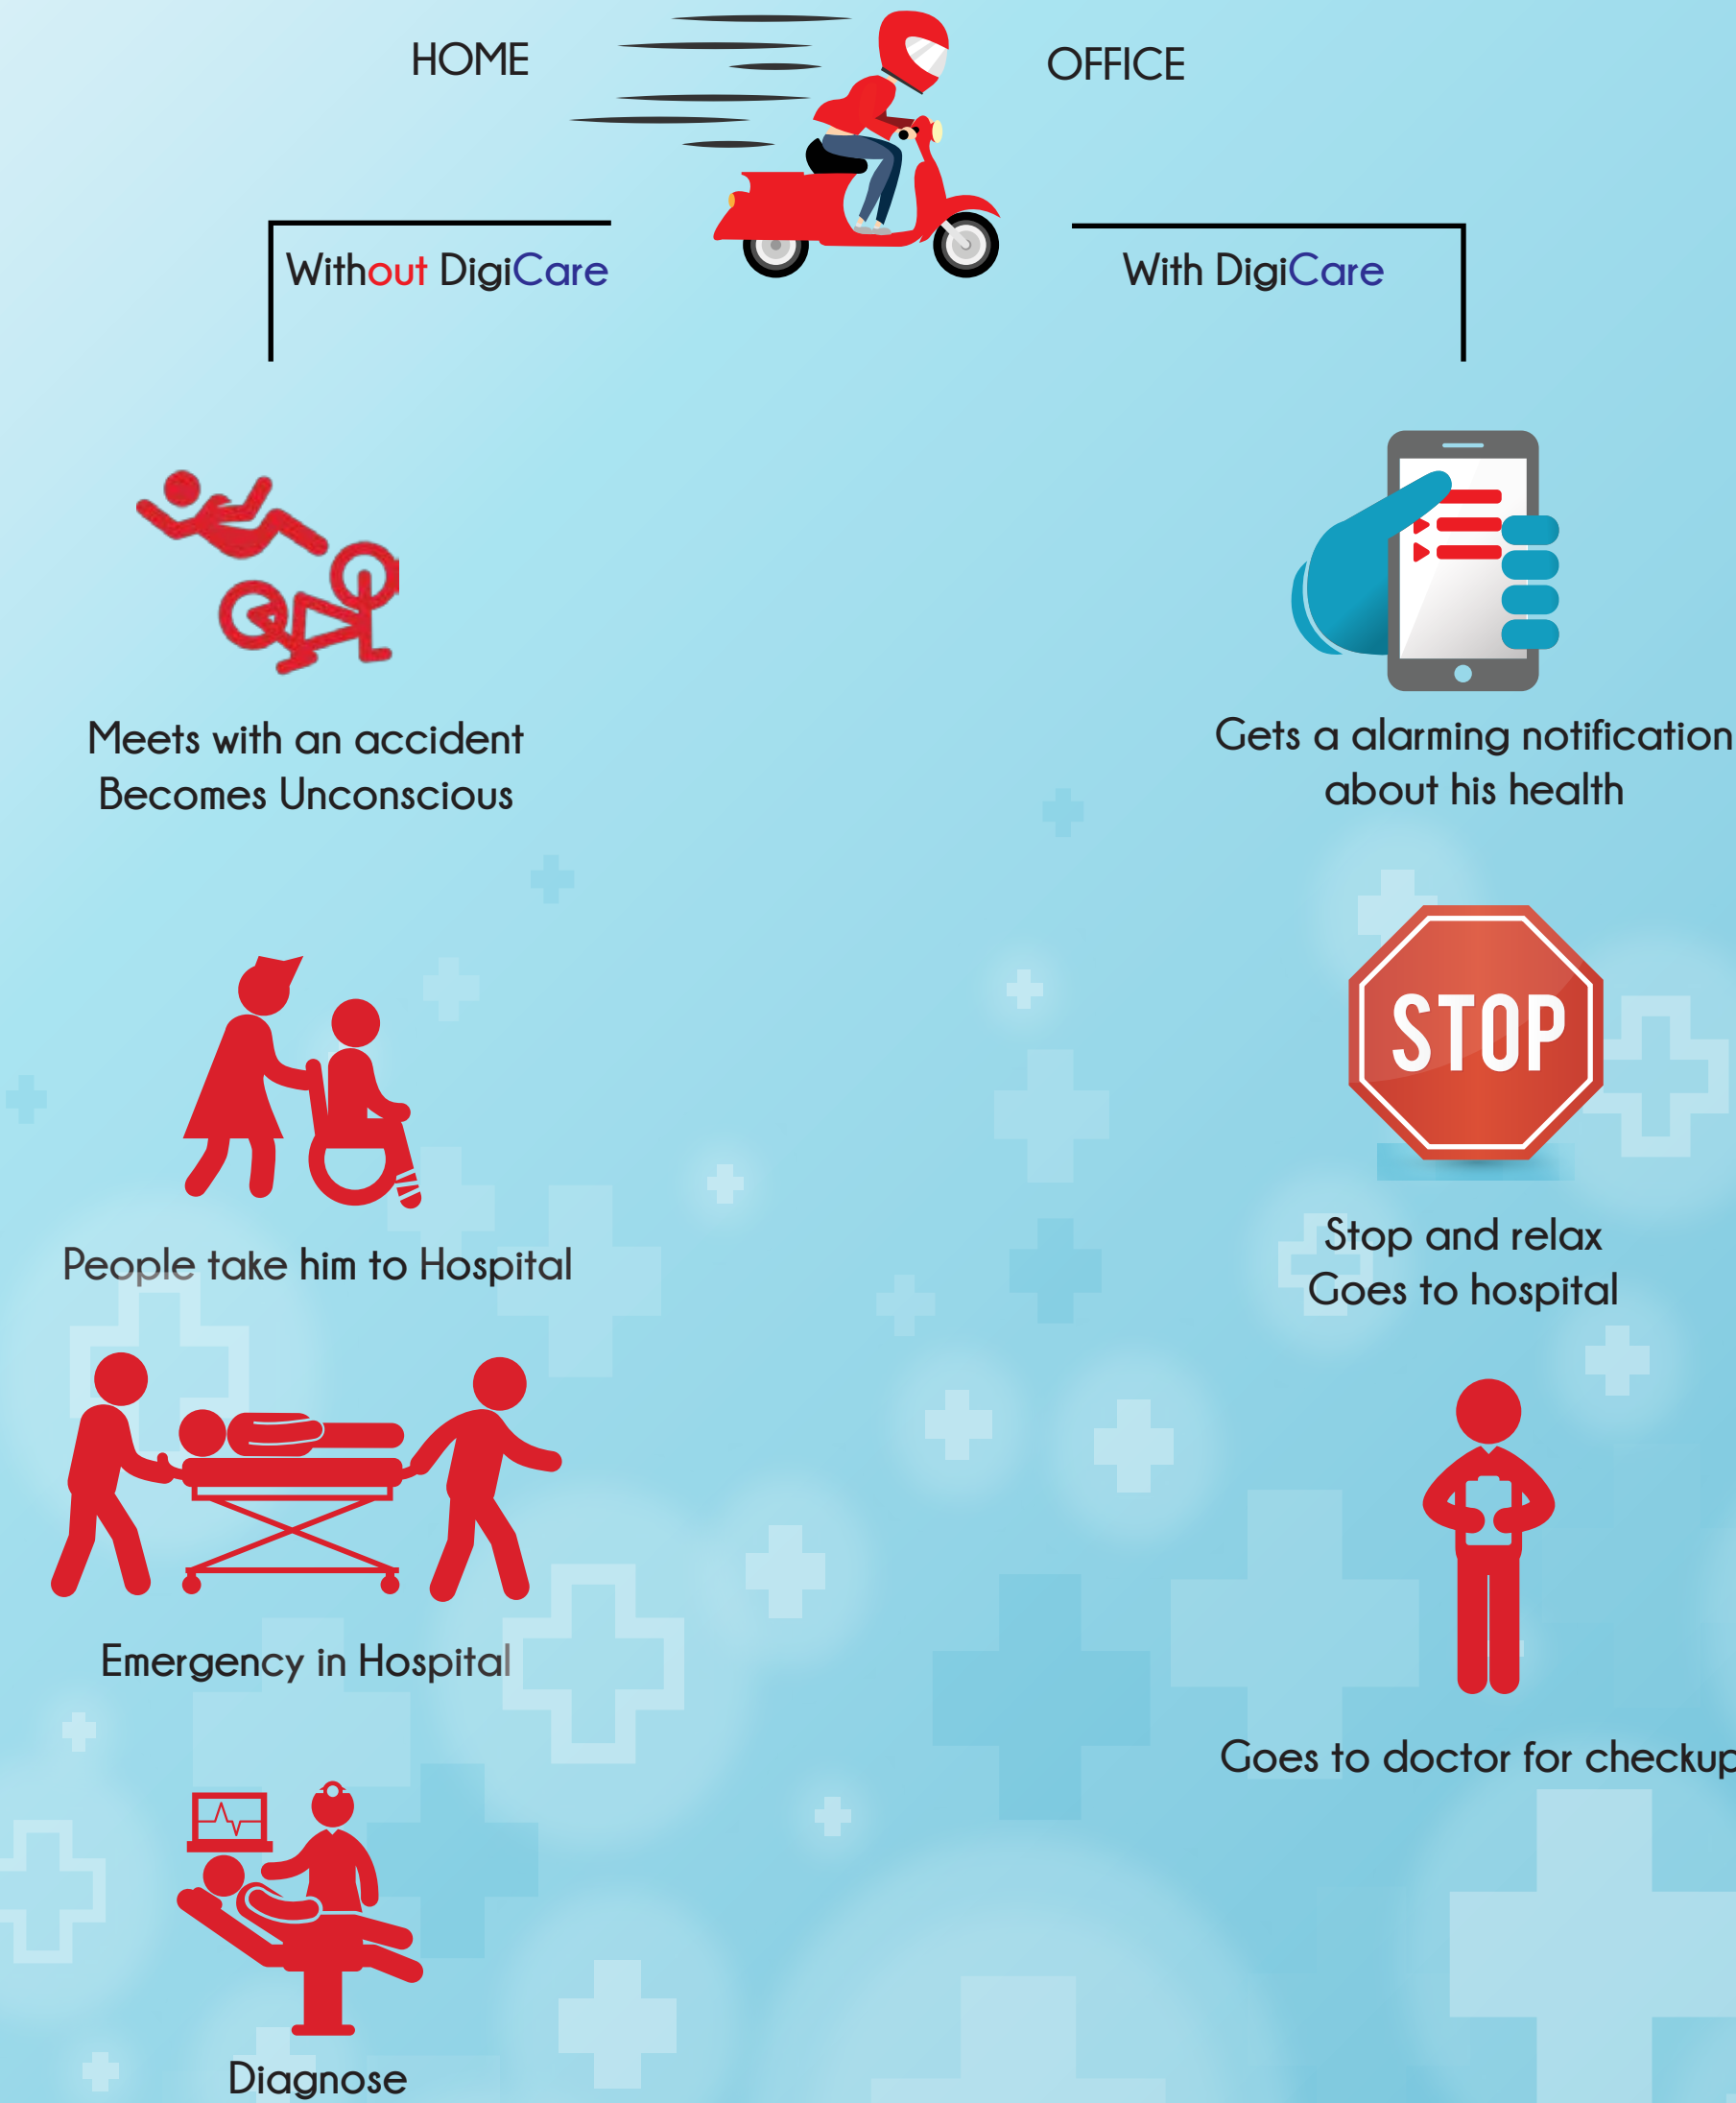 HOME
OFFICE
Without DigiCare
With DigiCare
Meets with an accident
Becomes Unconscious
Gets a alarming notification
about his health
STOP
People take him to Hospital
Stop and relax
Goes to hospital
Emergency in Hospital
Goes to doctor for checkup
Diagnose